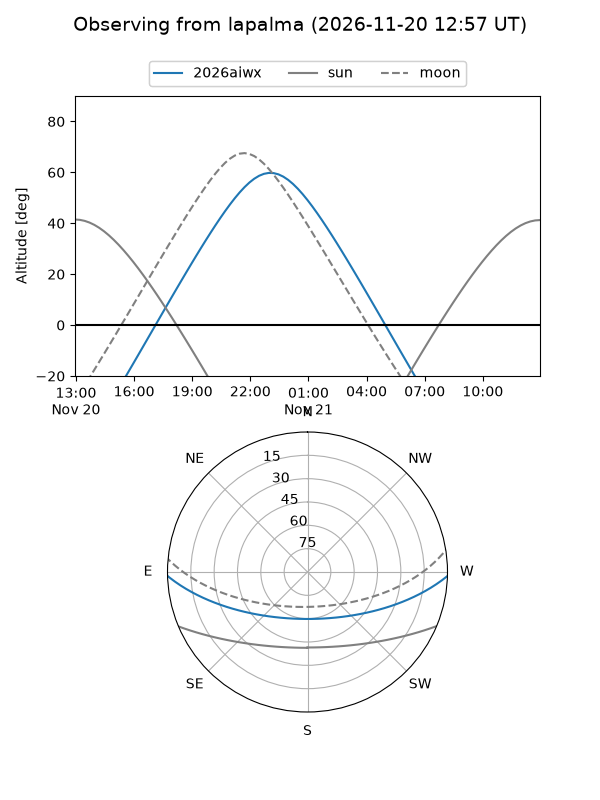 Observing from lapalma (2026-11-20 12:57 UT)
2026aiwx sun moon
Altitude [deg]
80
60
40
20
0
−20
13:00 16:00 19:00 22:00 01:00 04:00 07:00 10:00
Nov 20 Nov 21
N
NE NW
15
30
45
60
75
E W
SE SW
S